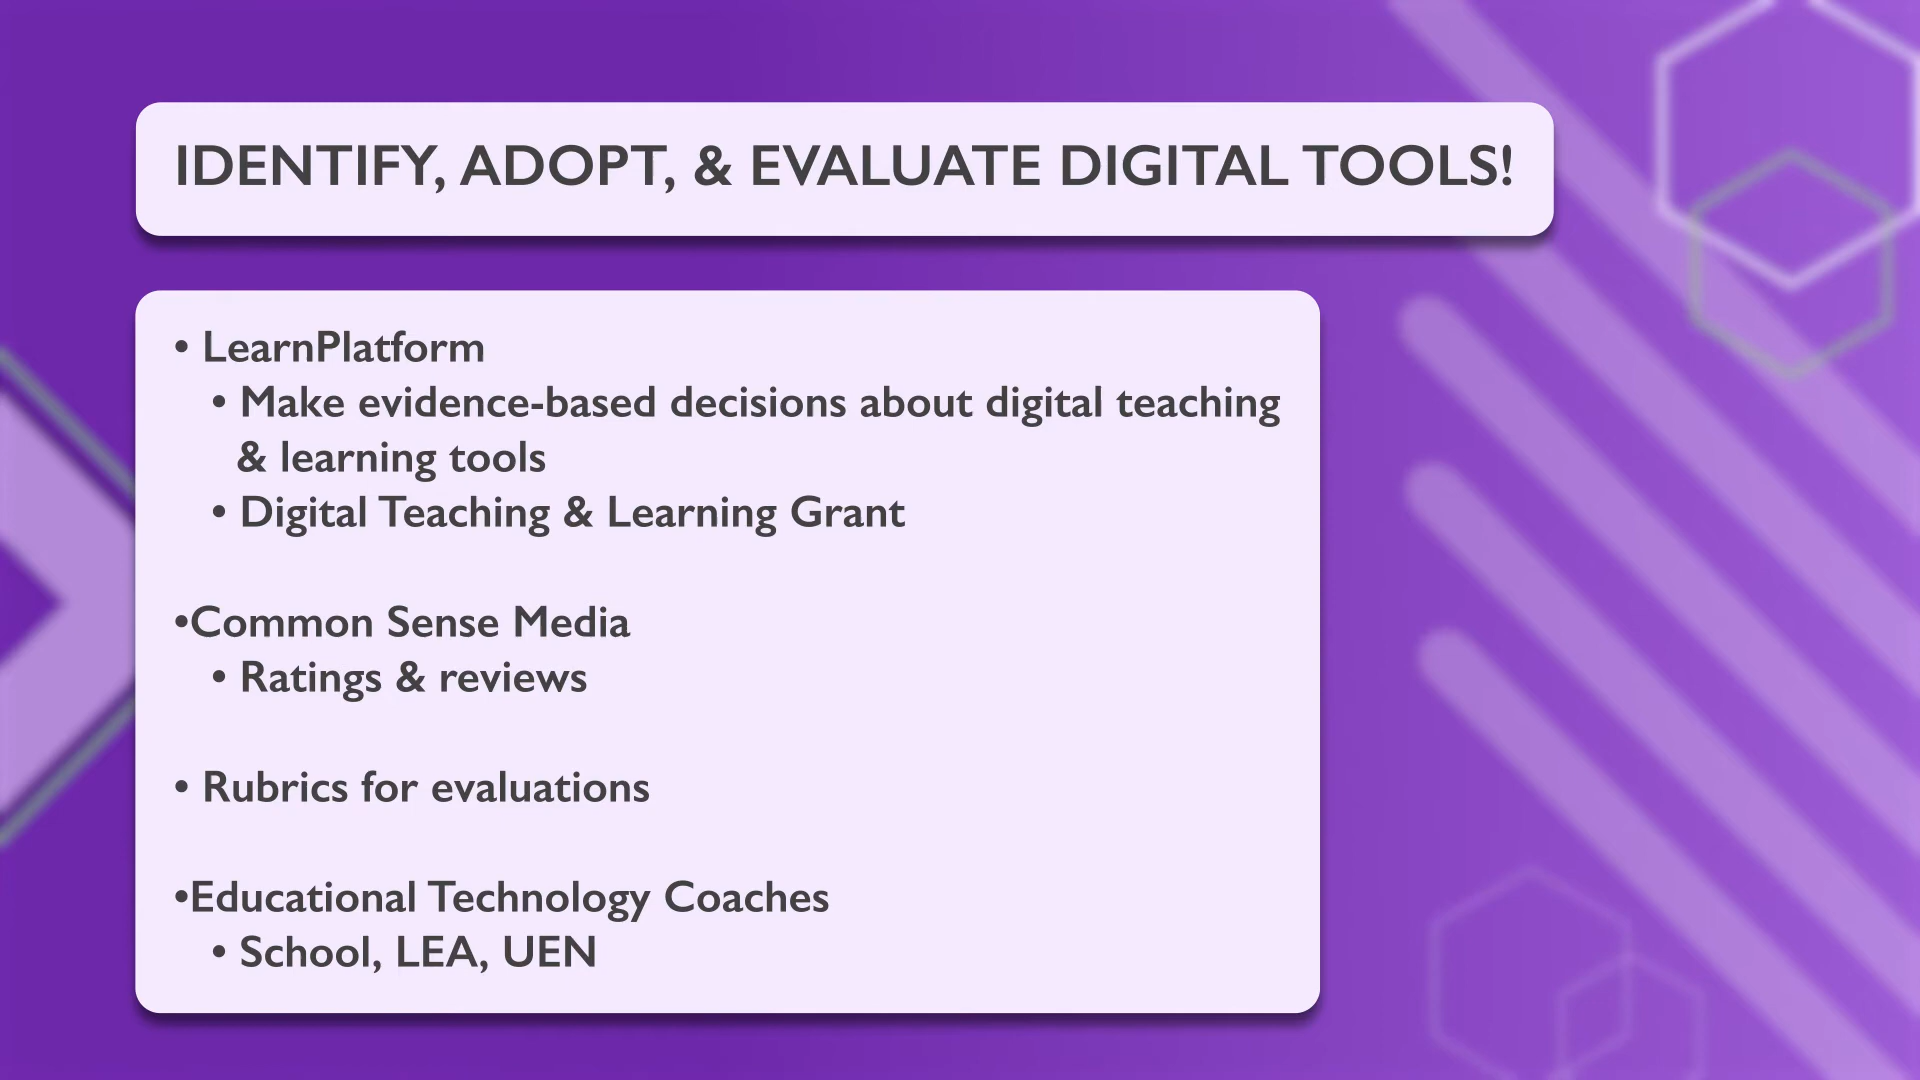 IDENTIFY, ADOPT, & EVALUATE DIGITAL TOOLS!
• LearnPlatform
• Make evidence-based decisions about digital teaching
& learning tools
• Digital Teaching & Learning Grant
•Common Sense Media
• Ratings & reviews
• Rubrics for evaluations
•Educational Technology Coaches
• School, LEA, UEN